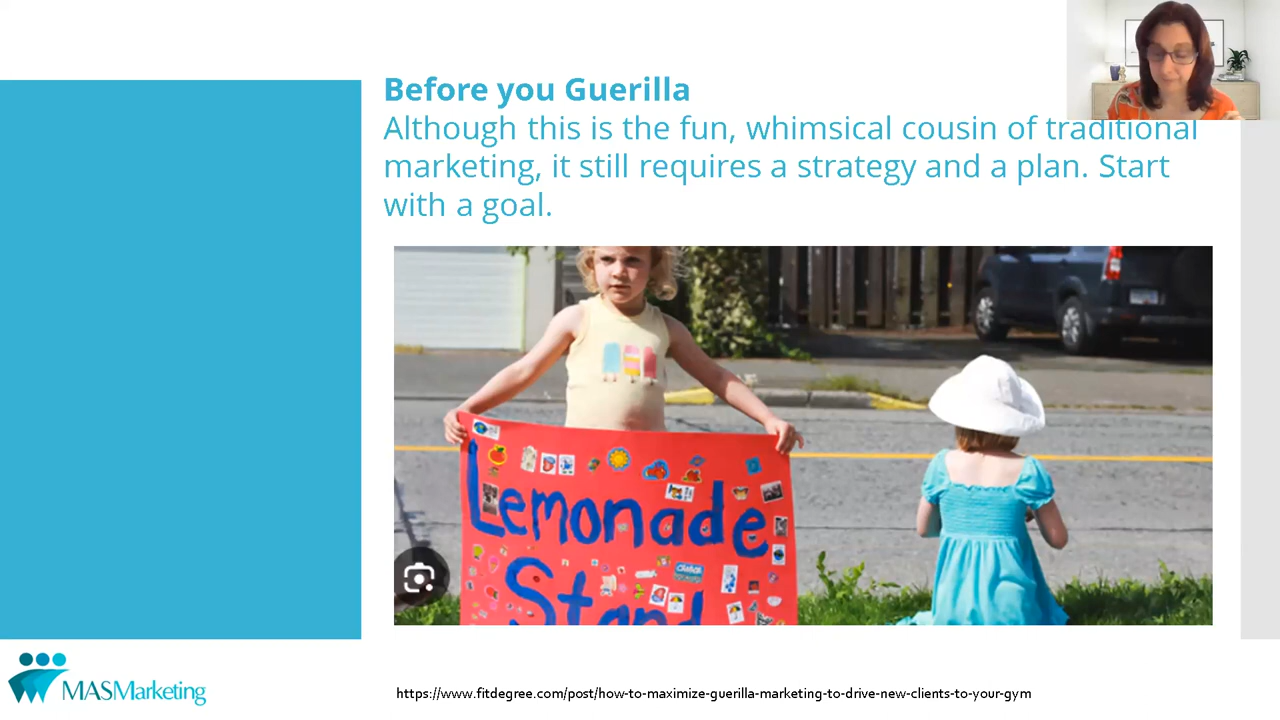 Before you Guerilla
Although this is the fun, whimsical cousin of traditional
marketing, it still requires a strategy and a plan. Start
with a goal.
Lemonade
Stand
MASMarketing
https://www.fitdegree.com/post/how-to-maximize-guerilla-marketing-to-drive-new-clients-to-your-gym